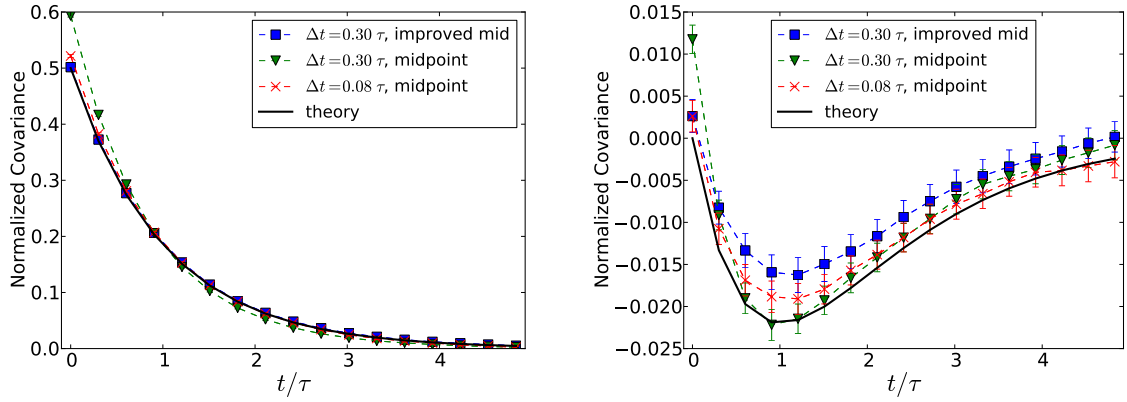 0.6
0.5
0.4
0.3
0.2
0.1
0.0
Normalized Covariance
0
1
2
3
4
t/τ
Δt=0.30 τ, improved mid
Δt=0.30 τ, midpoint
Δt=0.08 τ, midpoint
theory
0.015
0.010
0.005
0.000
−0.005
−0.010
−0.015
−0.020
−0.025
Normalized Covariance
0
1
2
3
4
t/τ
Δt=0.30 τ, improved mid
Δt=0.30 τ, midpoint
Δt=0.08 τ, midpoint
theory